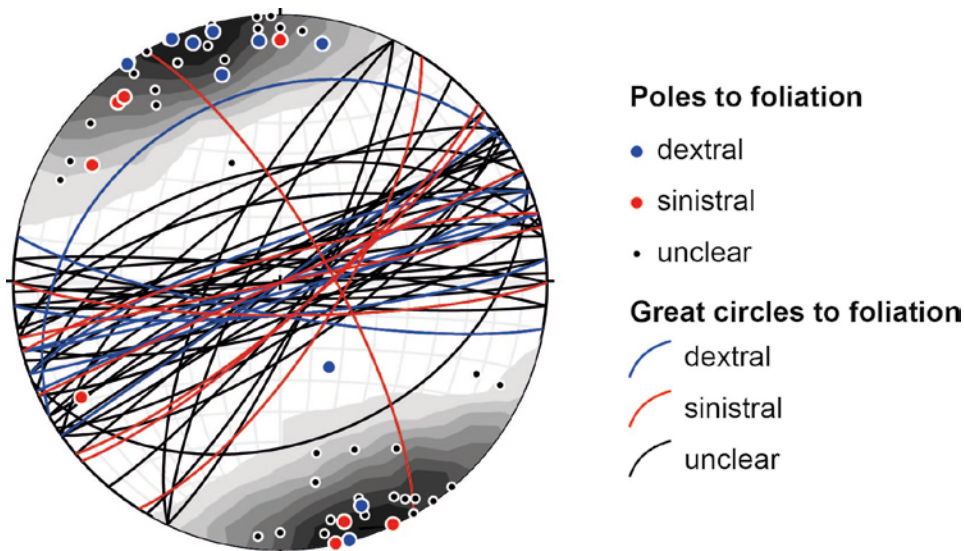 Poles to foliation
dextral
sinistral
unclear
Great circles to foliation
dextral
sinistral
unclear